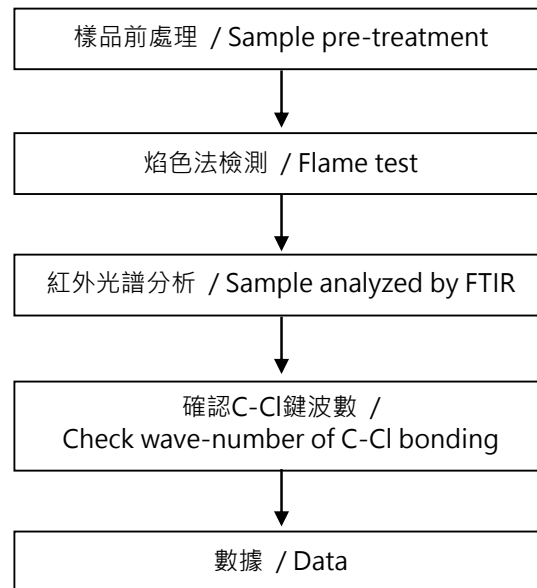 樣品前處理 / Sample pre-treatment
焰色法檢測 / Flame test
紅外光譜分析 / Sample analyzed by FTIR
確認C-Cl鍵波數 /
Check wave-number of C-Cl bonding
數據 / Data